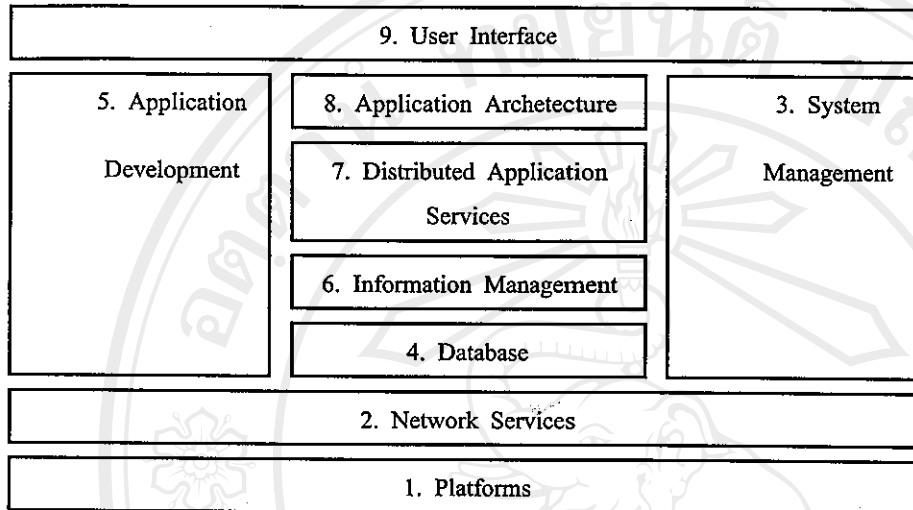 9. User Interface
5. Application
Development
8. Application Archetecture
7. Distributed Application
Services
6. Information Management
4. Database
3. System
Management
2. Network Services
1. Platforms